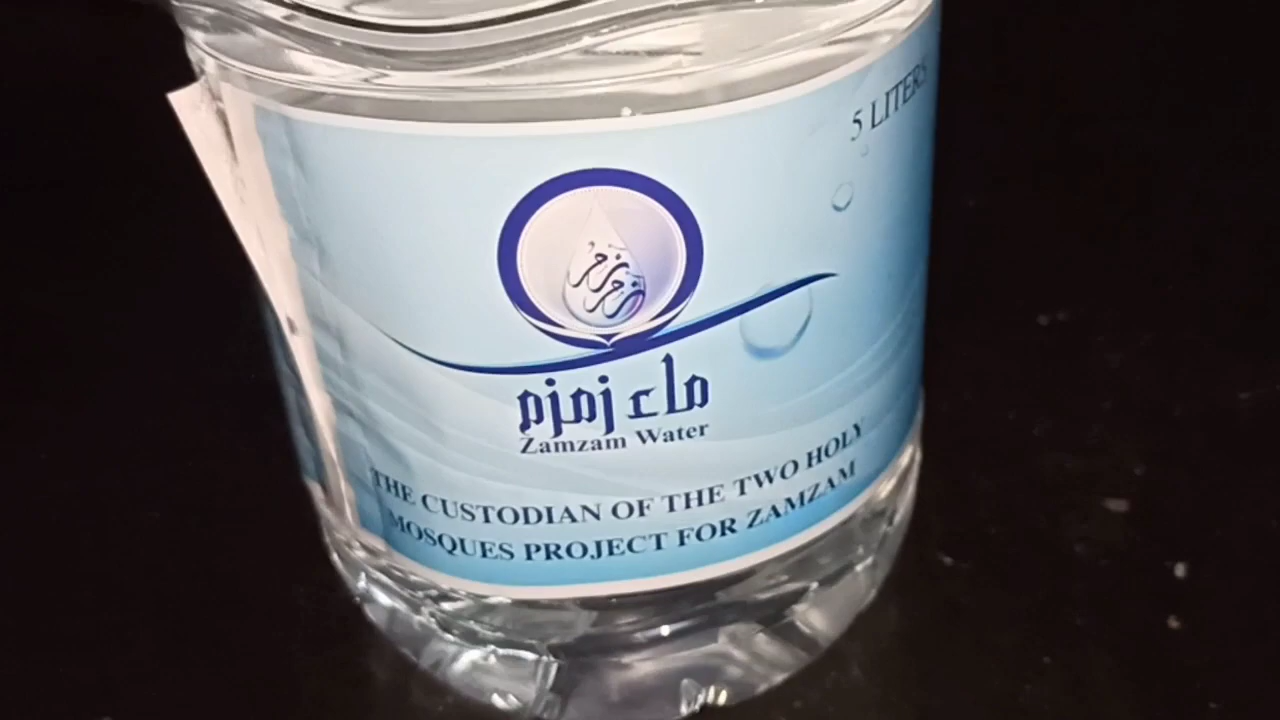 5 LITERS
زمزم
ماء زمزم
Zamzam Water
THE CUSTODIAN OF THE TWO HOLY
MOSQUES PROJECT FOR ZAMZAM